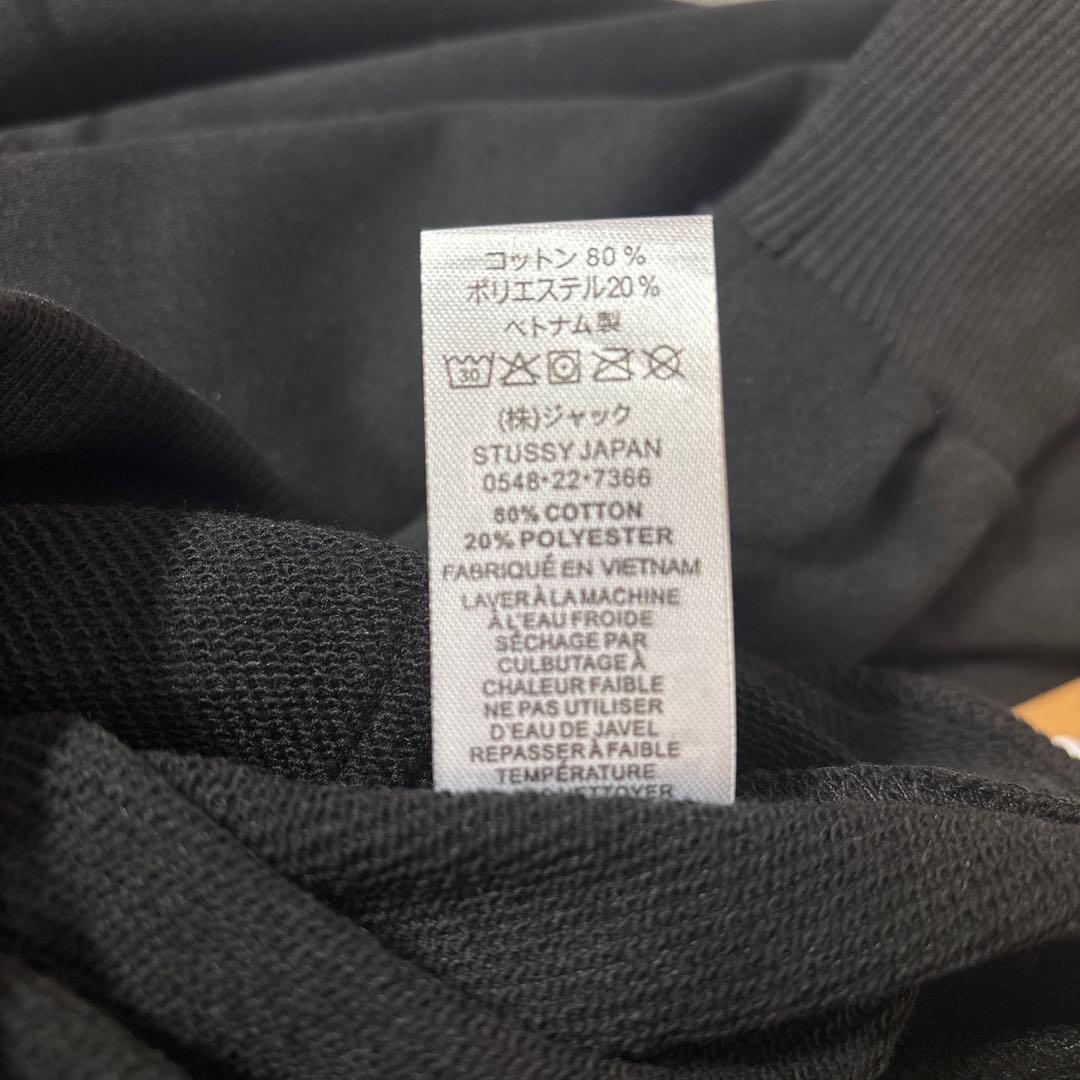 コットン 80%
ポリエステル20%
ベトナム製
30
(株)ジャック
STUSSY JAPAN
0548・22・7366
80% COTTON
20% POLYESTER
FABRIQUÉ EN VIETNAM
LAVER À LA MACHINE
À L'EAU FROIDE
SÉCHAGE PAR
CULBUTAGE À
CHALEUR FAIBLE
NE PAS UTILISER
D'EAU DE JAVEL
REPASSER À FAIBLE
TEMPÉRATURE
NETTOYER